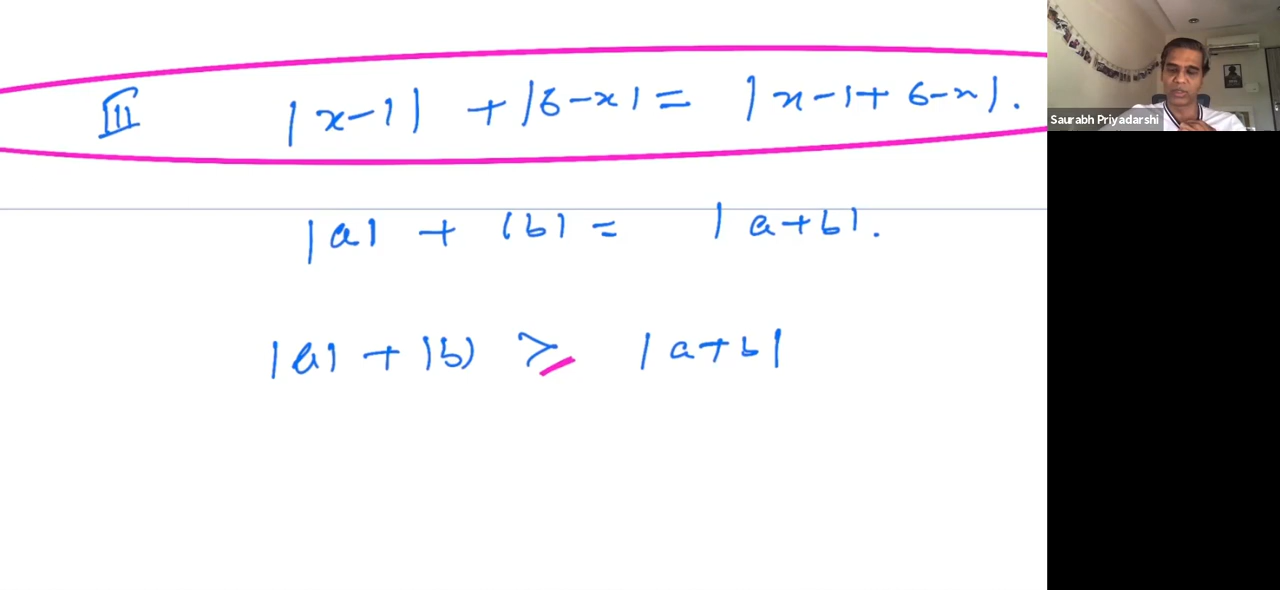 III |x-1| + |6-x| = |x-1+6-x|.
Saurabh Priyadarshi
|a| + |b| = |a+b|.
|a| + |b| ≥ |a+b|